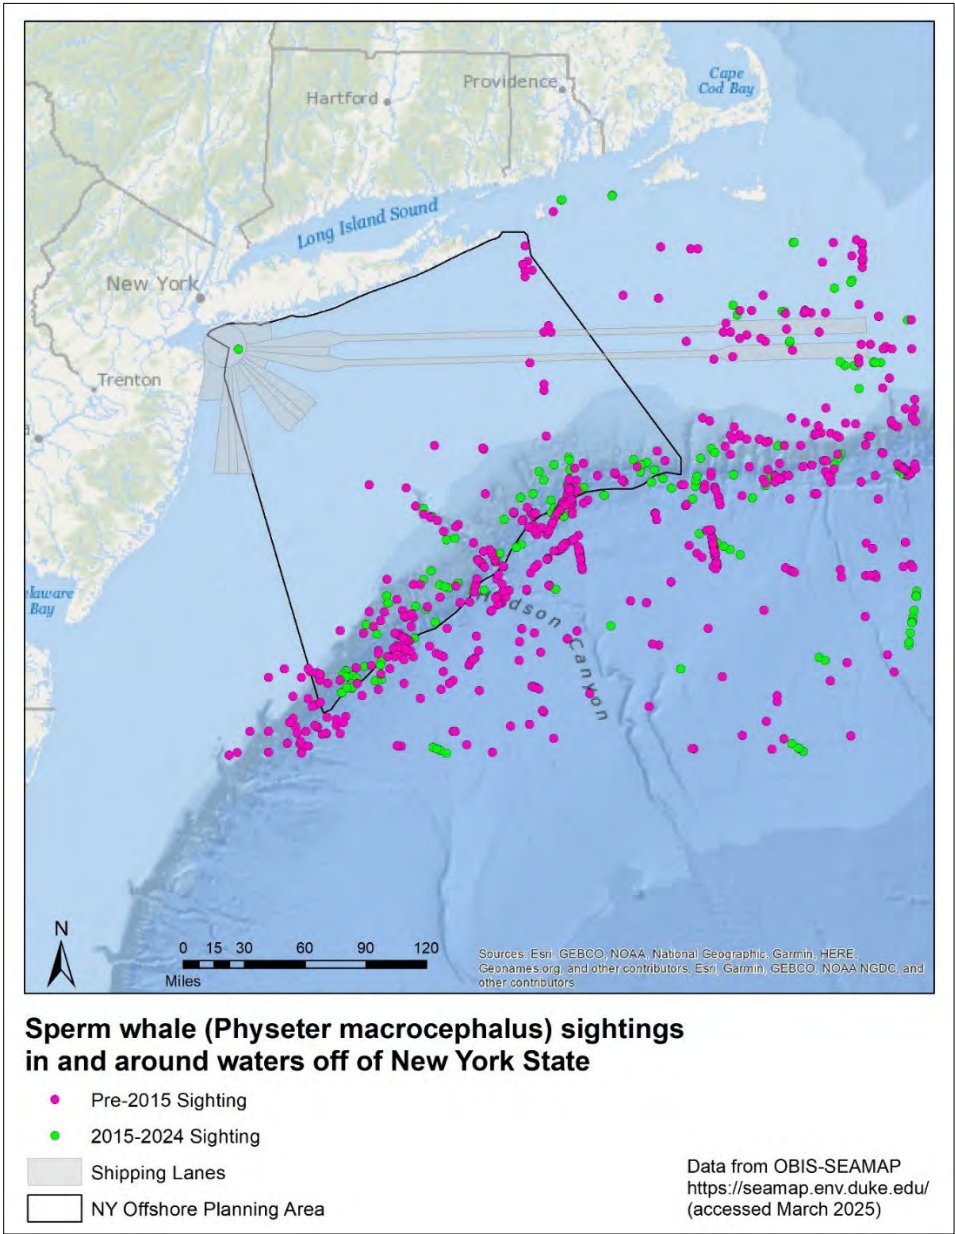 Cape
Cod Bay
Providence
Hartford
Long Island Sound
New York
Trenton
a
elaware
Bay
Hudson Canyon
N
0 15 30 60 90 120
Miles
Sources: Esri, GEBCO, NOAA, National Geographic, Garmin, HERE,
Geonames.org, and other contributors, Esri, Garmin, GEBCO, NOAA NGDC, and
other contributors
Sperm whale (Physeter macrocephalus) sightings
in and around waters off of New York State
Pre-2015 Sighting
2015-2024 Sighting
Shipping Lanes
NY Offshore Planning Area
Data from OBIS-SEAMAP
https://seamap.env.duke.edu/
(accessed March 2025)